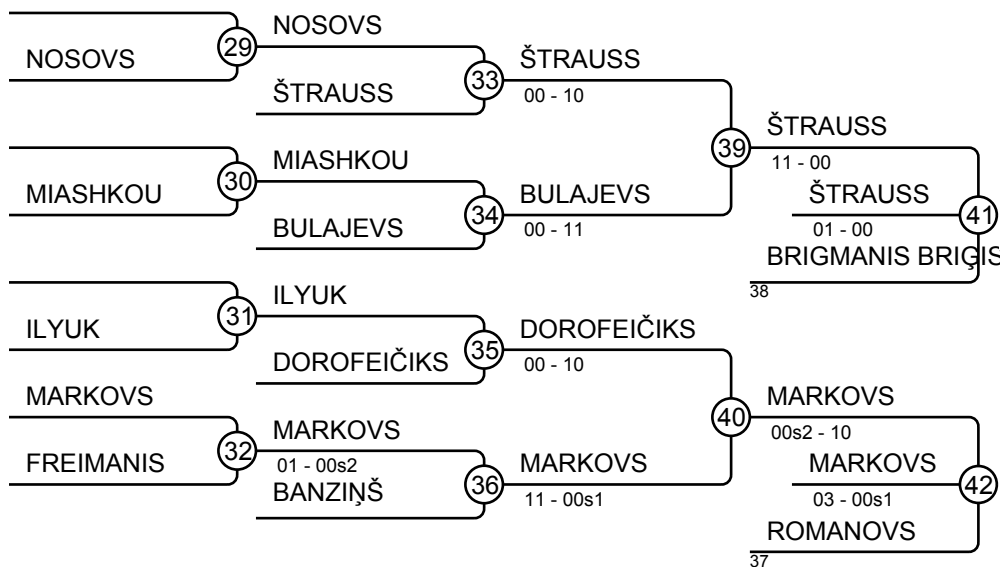 NOSOVS
29
NOSOVS
ŠTRAUSS
33
ŠTRAUSS
00 - 10
MIASHKOU
30
MIASHKOU
BULAJEVS
34
BULAJEVS
00 - 11
39
ŠTRAUSS
11 - 00
ŠTRAUSS
01 - 00
41
BRIGMANIS BRIĢIS
38
ILYUK
31
ILYUK
DOROFEIČIKS
35
DOROFEIČIKS
00 - 10
MARKOVS
FREIMANIS
32
MARKOVS
01 - 00s2
BANZIŅŠ
36
MARKOVS
11 - 00s1
40
MARKOVS
00s2 - 10
MARKOVS
03 - 00s1
42
ROMANOVS
37